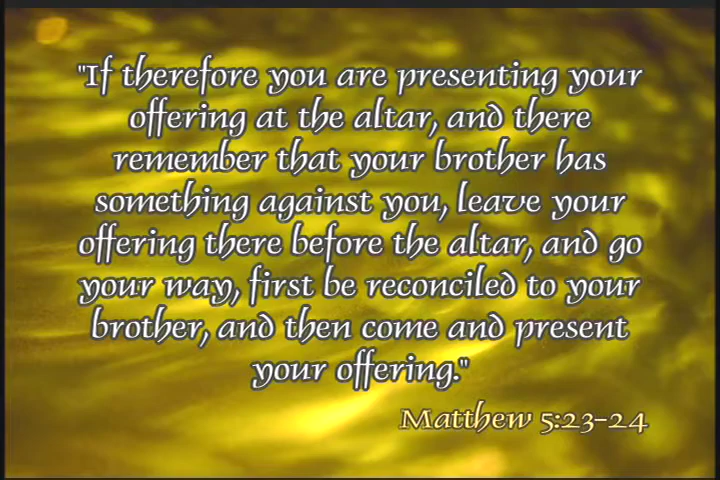 "If therefore you are presenting your
offering at the altar, and there
remember that your brother has
something against you, leave your
offering there before the altar, and go
your way, first be reconciled to your
brother, and then come and present
your offering."
Matthew 5:23-24